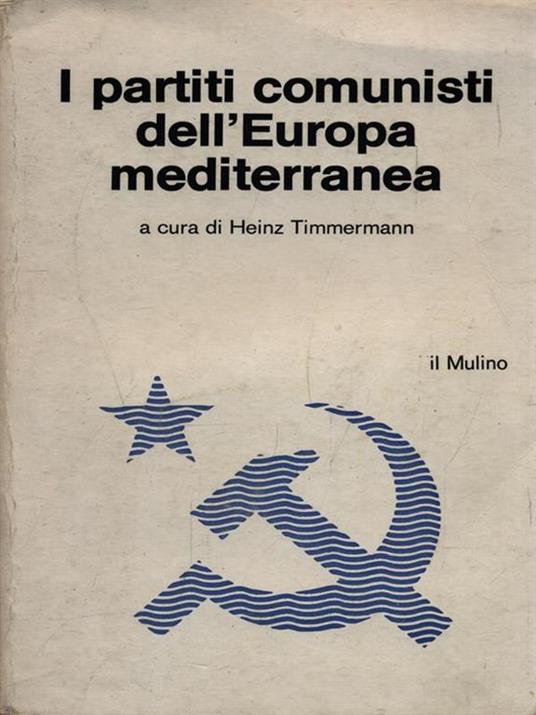 I partiti comunisti
dell'Europa
mediterranea
a cura di Heinz Timmermann
il Mulino